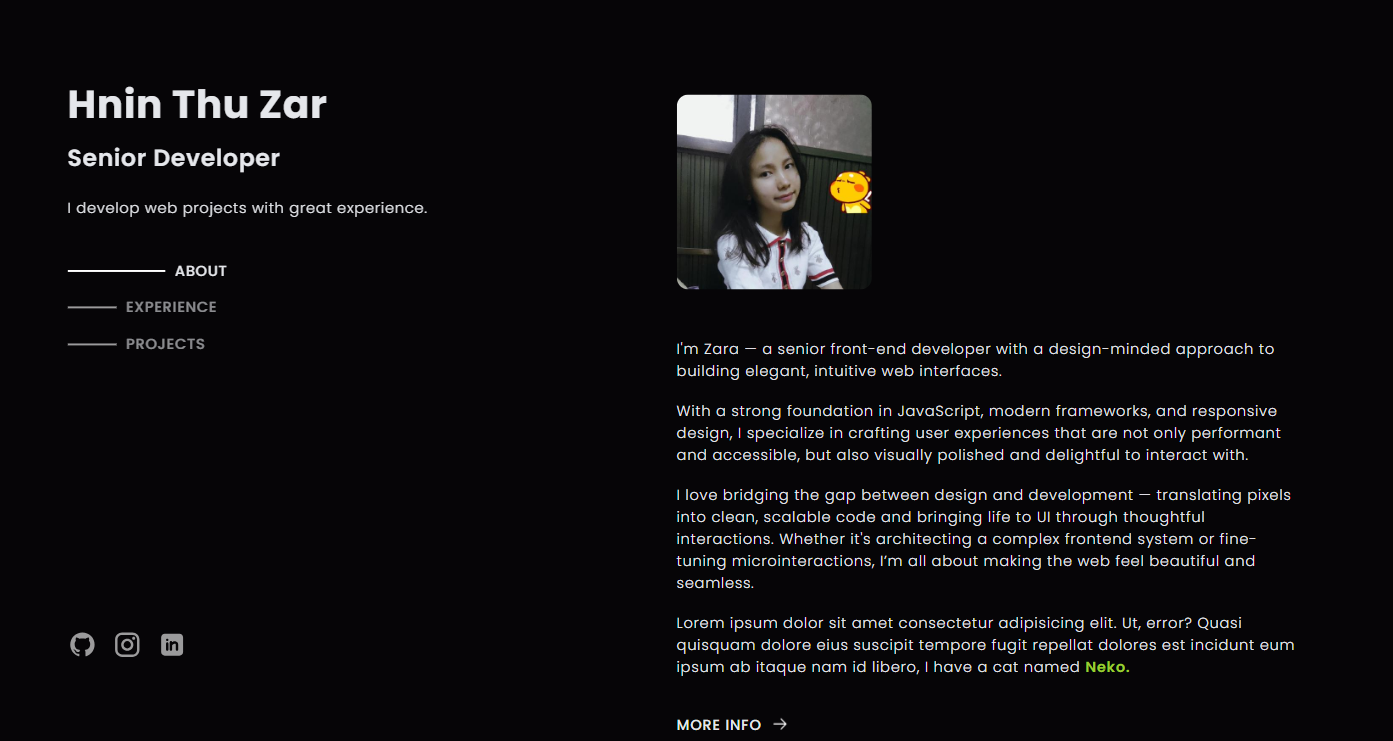 Hnin Thu Zar
Senior Developer
I develop web projects with great experience.
ABOUT
EXPERIENCE
PROJECTS
in
I'm Zara — a senior front-end developer with a design-minded approach to
building elegant, intuitive web interfaces.
With a strong foundation in JavaScript, modern frameworks, and responsive
design, I specialize in crafting user experiences that are not only performant
and accessible, but also visually polished and delightful to interact with.
I love bridging the gap between design and development — translating pixels
into clean, scalable code and bringing life to UI through thoughtful
interactions. Whether it's architecting a complex frontend system or fine-
tuning microinteractions, I’m all about making the web feel beautiful and
seamless.
Lorem ipsum dolor sit amet consectetur adipisicing elit. Ut, error? Quasi
quisquam dolore eius suscipit tempore fugit repellat dolores est incidunt eum
ipsum ab itaque nam id libero, I have a cat named Neko.
MORE INFO →